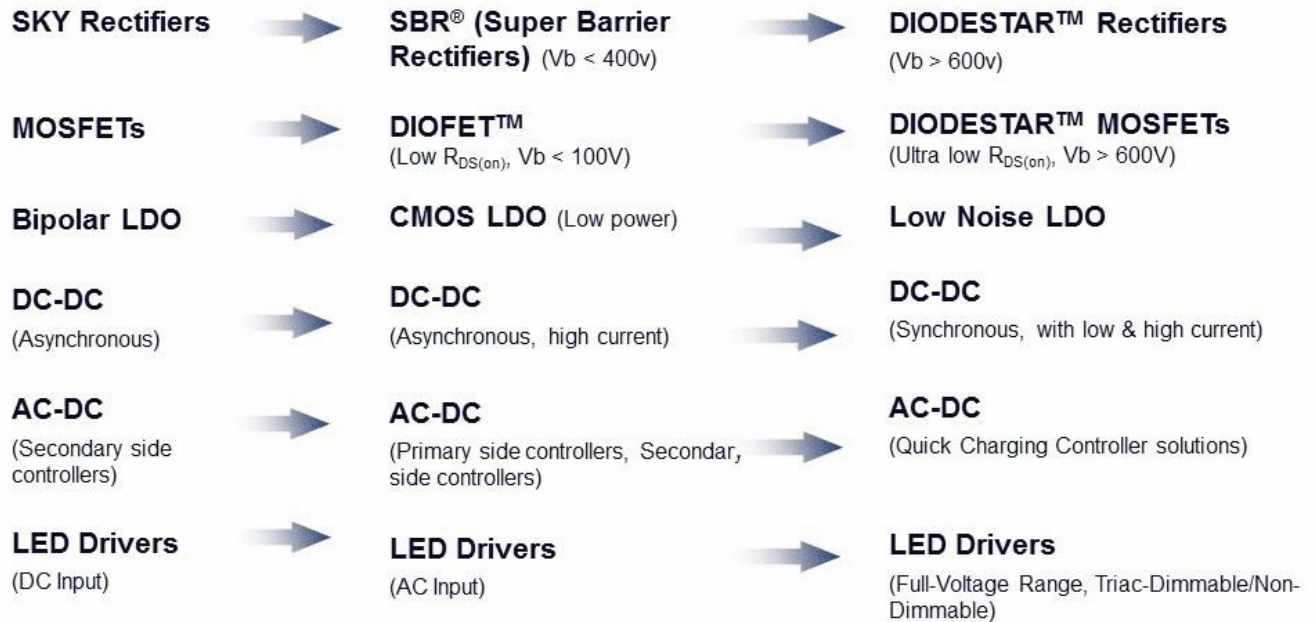 SKY Rectifiers
SBR® (Super Barrier
Rectifiers) (Vb < 400v)
DIODESTAR™ Rectifiers
(Vb > 600v)
MOSFETs
DIOFET™
(Low RDS(on), Vb < 100V)
DIODESTAR™ MOSFETs
(Ultra low RDS(on), Vb > 600V)
Bipolar LDO
CMOS LDO (Low power)
Low Noise LDO
DC-DC
(Asynchronous)
DC-DC
(Asynchronous, high current)
DC-DC
(Synchronous, with low & high current)
AC-DC
(Secondary side
controllers)
AC-DC
(Primary side controllers, Secondary
side controllers)
AC-DC
(Quick Charging Controller solutions)
LED Drivers
(DC Input)
LED Drivers
(AC Input)
LED Drivers
(Full-Voltage Range, Triac-Dimmable/Non-
Dimmable)